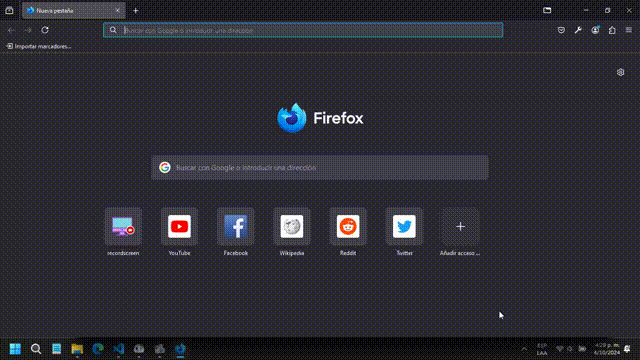 Nueva pestaña
Buscar con Google o introducir una dirección
Importar marcadores...
Firefox
Buscar con Google o introducir una dirección
recordscreen
YouTube
Facebook
Wikipedia
Reddit
Twitter
Añadir acceso ...
ESP
LAA
4:29 p. m.
4/10/2024